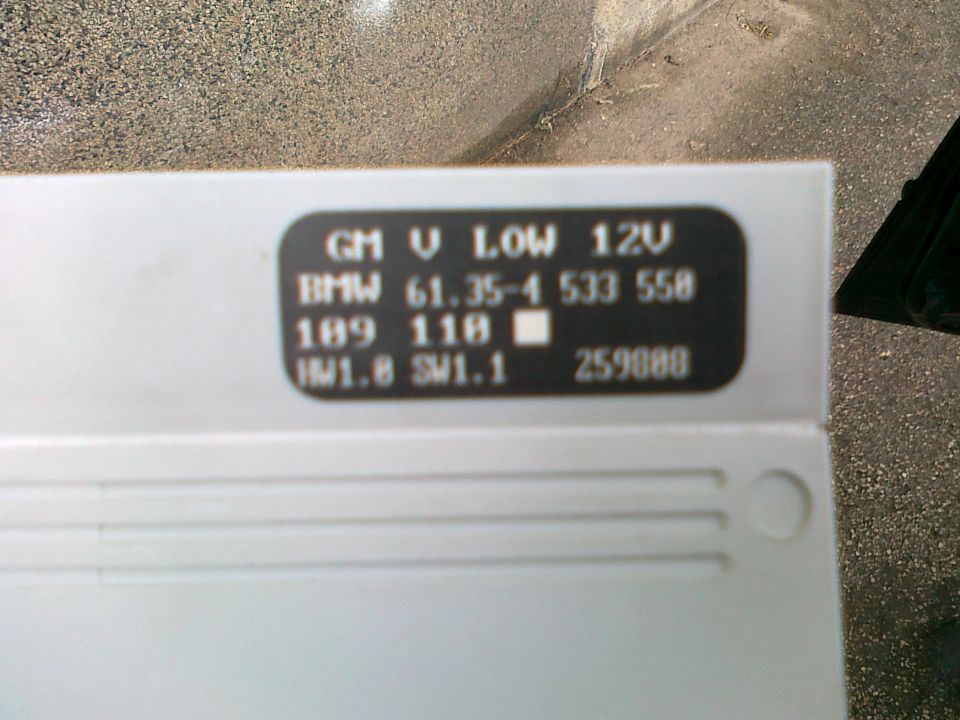 GM V LOW 12V
BMW 61.35-4 533 550
109 110
HW1.0 SW1.1 259808